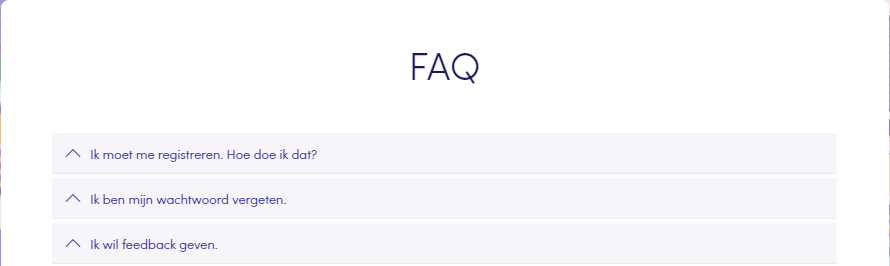 FAQ
Ik moet me registreren. Hoe doe ik dat?
Ik ben mijn wachtwoord vergeten.
Ik wil feedback geven.